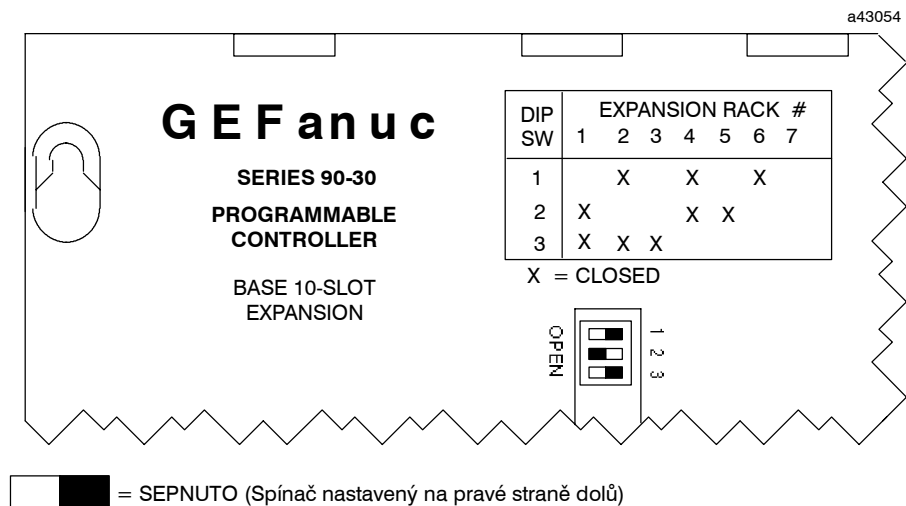 a43054
GEFanuc
SERIES 90-30
PROGRAMMABLE
CONTROLLER
BASE 10-SLOT
EXPANSION
DIP EXPANSION RACK #
SW 1 2 3 4 5 6 7
1 X X X
2 X X X
3 X X X
X = CLOSED
OPEN
1 2 3
= SEPNUTO (Spínač nastavený na pravé straně dolů)